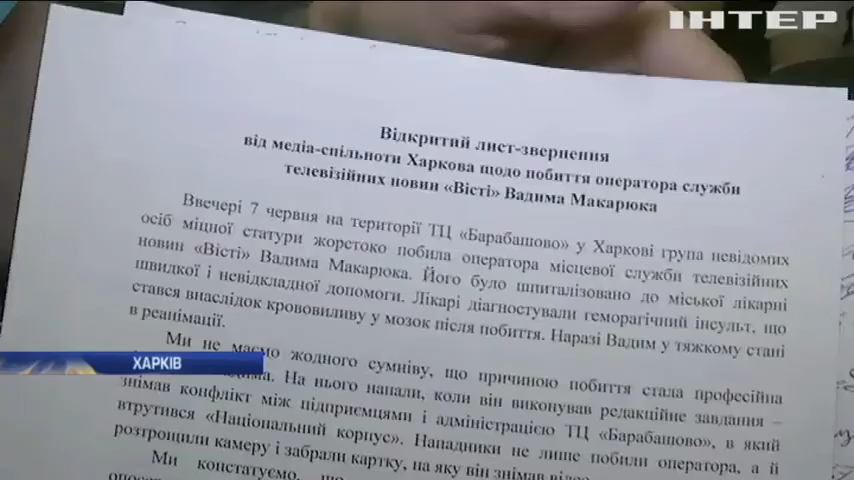 ІНТЕР
Відкритий лист-звернення
від медіа-спільноти Харкова щодо побиття оператора служби
телевізійних новин «Вісті» Вадима Макарюка
Ввечері 7 червня на території ТЦ «Барабашово» у Харкові група невідомих
осіб міцної статури жорстоко побила оператора місцевої служби телевізійних
новин «Вісті» Вадима Макарюка. Його було шпиталізовано до міської лікарні
швидкої і невідкладної допомоги. Лікарі діагностували геморагічний інсульт, що
стався внаслідок крововиливу у мозок після побиття. Наразі Вадим у тяжкому стані
в реанімації.
Ми не маємо жодного сумніву, що причиною побиття стала професійна
На нього напали, коли він виконував редакційне завдання –
знімав конфлікт між підприємцями і адміністрацією ТЦ «Барабашово», в який
втрутився «Національний корпус». Нападники не лише побили оператора, а й
розтрощили камеру і забрали картку, на яку він знімав
Ми констатуємо,
ХАРКІВ